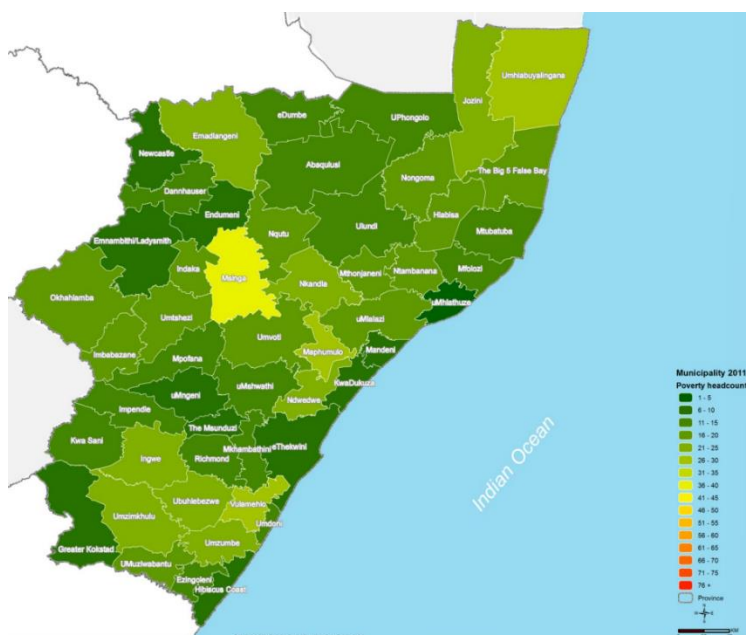 Umhlabuyalingana
Jozini
eDumbe
UPhongolo
Emadlangeni
Newcastle
Abaqulusi
Nongoma
The Big 5 False Bay
Dannhauser
Hlabisa
Endumeni
Ulundi
Mtubatuba
Emnambithi/Ladysmith
Nqutu
Indaka
Msinga
Nkandla
Mthonjaneni
Ntambanana
Mfolozi
Okhahlamba
uMhlathuze
Umtshezi
uMlalazi
Umvoti
Imbabazane
Maphumulo
Mandeni
Mpofana
KwaDukuza
uMshwathi
uMngeni
Ndwedwe
Impendle
The Msunduzi
Kwa Sani
Mkhambathini
eThekwini
Ingwe
Richmond
Ubuhlebezwe
Vulamehlo
Umzimkhulu
Umdoni
Umzumbe
Greater Kokstad
UMuziwabantu
Ezingoleni
Hibiscus Coast
Indian Ocean
Municipality 2011
Poverty headcount
1 - 5
6 - 10
11 - 15
16 - 20
21 - 25
26 - 30
31 - 35
36 - 40
41 - 45
46 - 50
51 - 55
56 - 60
61 - 65
66 - 70
71 - 75
76 +
Province